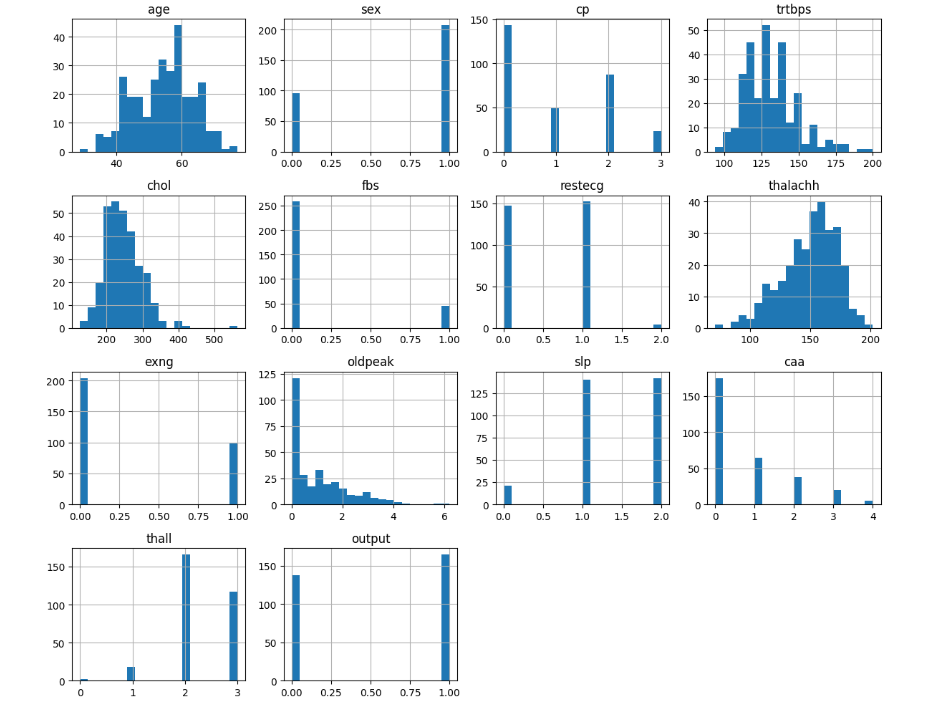 age sex cp trtbps
40 30 20 10 0
40 60
200 150 100 50 0
0.00 0.25 0.50 0.75 1.00
150 100 50 0
0 1 2 3
50 40 30 20 10 0
100 125 150 175 200
chol fbs restecg thalachh
50 40 30 20 10 0
200 300 400 500
250 200 150 100 50 0
0.00 0.25 0.50 0.75 1.00
150 100 50 0
0.0 0.5 1.0 1.5 2.0
40 30 20 10 0
100 150 200
exng oldpeak slp caa
200 150 100 50 0
0.00 0.25 0.50 0.75 1.00
125 100 75 50 25 0
0 2 4 6
125 100 75 50 25 0
0.0 0.5 1.0 1.5 2.0
150 100 50 0
0 1 2 3 4
thall output
150 100 50 0
0 1 2 3
150 100 50 0
0.00 0.25 0.50 0.75 1.00